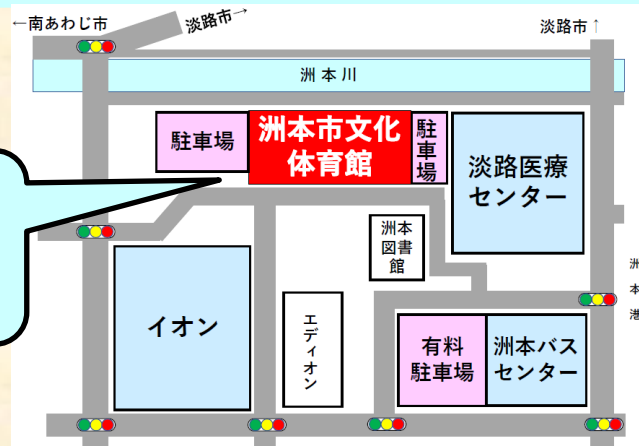 ←南あわじ市
淡路市→
淡路市↑
洲本川
駐車場
洲本市文化
体育館
駐車場
淡路医療
センター
洲本
図書
館
洲
本
港
イオン
エディオン
有料
駐車場
洲本バス
センター